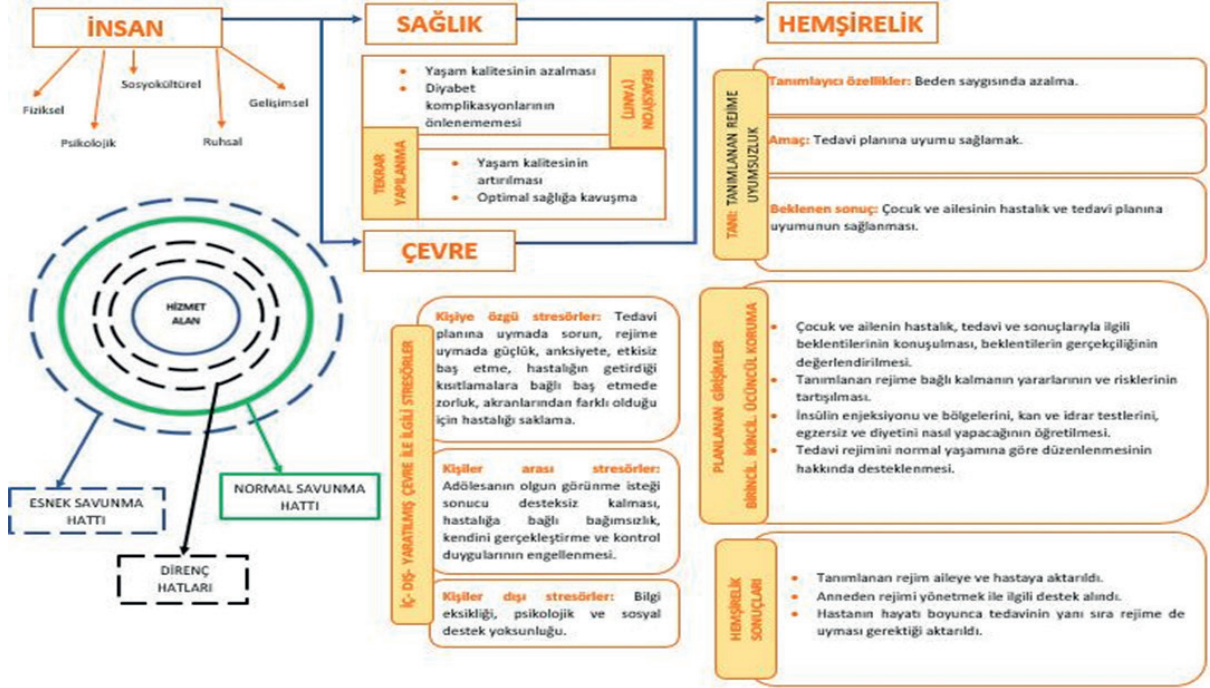 İNSAN
Fiziksel
Psikolojik
Sosyokültürel
Ruhsal
Gelişimsel
HİZMET
ALAN
ESNEK SAVUNMA
HATTI
DİRENÇ
HATLARI
NORMAL SAVUNMA
HATTI
SAĞLIK
• Yaşam kalitesinin azalması
• Diyabet
komplikasyonlarının
önlenememesi
REAKSİYON
(YANIT)
TEKRAR
YAPILANMA
• Yaşam kalitesinin
artırılması
• Optimal sağlığa kavuşma
ÇEVRE
İÇ- DIŞ- YARATILMIŞ ÇEVRE İLE İLGİLİ STRESÖRLER
Kişiye özgü stresörler: Tedavi
planına uymada sorun, rejime
uymada güçlük, anksiyete, etkisiz
baş etme, hastalığın getirdiği
kısıtlamalara bağlı baş etmede
zorluk, akranlarından farklı olduğu
için hastalığı saklama.
Kişiler arası stresörler:
Adölesanın olgun görünme isteği
sonucu desteksiz kalması,
hastalığa bağlı bağımsızlık,
kendini gerçekleştirme ve kontrol
duygularının engellenmesi.
Kişiler dışı stresörler: Bilgi
eksikliği, psikolojik ve sosyal
destek yoksunluğu.
HEMŞİRELİK
TANI: TANIMLANAN REJİME
UYUMSUZLUK
Tanımlayıcı özellikler: Beden saygısında azalma.
Amaç: Tedavi planına uyumu sağlamak.
Beklenen sonuç: Çocuk ve ailesinin hastalık ve tedavi planına
uyumunun sağlanması.
PLANLANAN GİRİŞİMLER
BİRİNCİL. İKİNCİL. ÜCÜNCÜL KORUMA
• Çocuk ve ailenin hastalık, tedavi ve sonuçlarıyla ilgili
beklentilerinin konuşulması, beklentilerin gerçekçiliğinin
değerlendirilmesi.
• Tanımlanan rejime bağlı kalmanın yararlarının ve risklerinin
tartışılması.
• İnsülin enjeksiyonu ve bölgelerini, kan ve idrar testlerini,
egzersiz ve diyetini nasıl yapacağının öğretilmesi.
• Tedavi rejimini normal yaşamına göre düzenlenmesinin
hakkında desteklenmesi.
HEMŞİRELİK
SONUÇLARI
• Tanımlanan rejim aileye ve hastaya aktarıldı.
• Anneden rejimi yönetmek ile ilgili destek alındı.
• Hastanın hayatı boyunca tedavinin yanı sıra rejime de
uyması gerektiği aktarıldı.